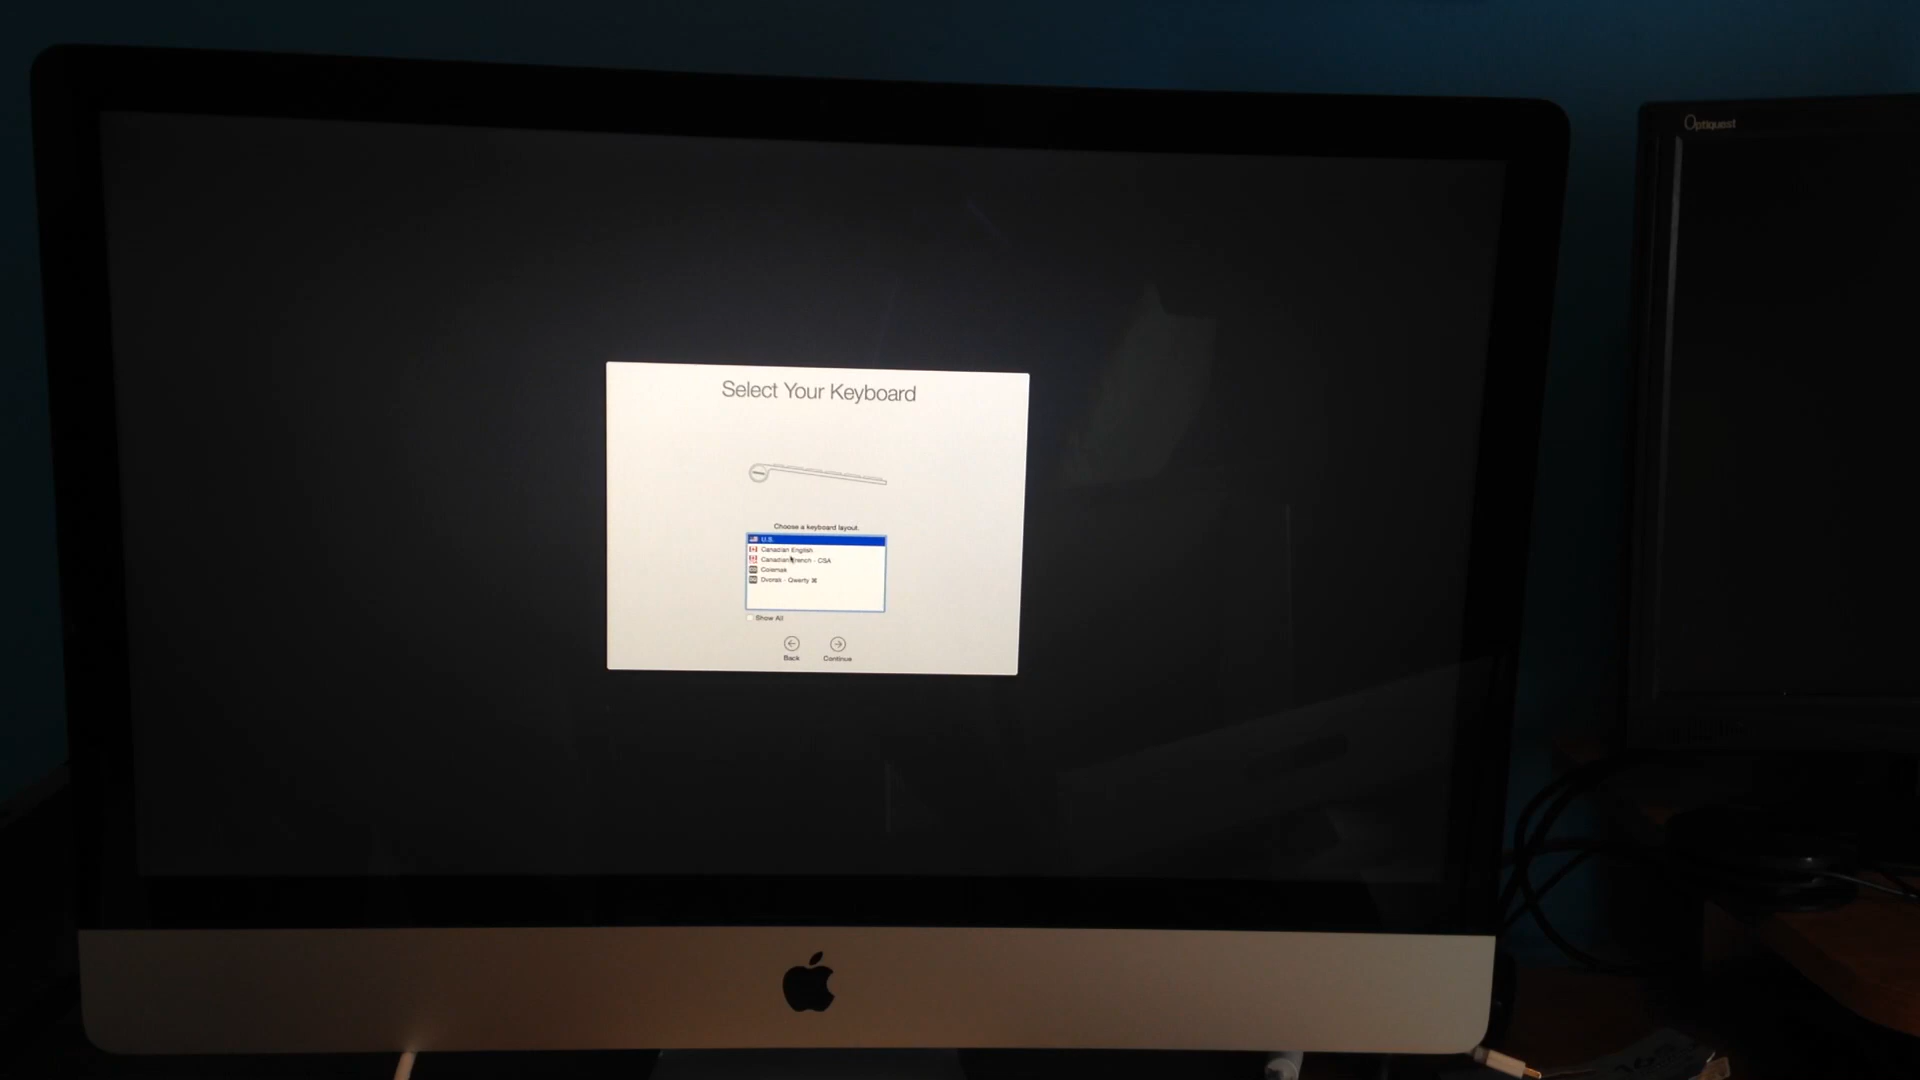 Optiquest
Select Your Keyboard
Choose a keyboard layout.
U.S.
Canadian English
Canadian French - CSA
Colemak
Dvorak - Qwerty ⌘
Show All
Back
Continue